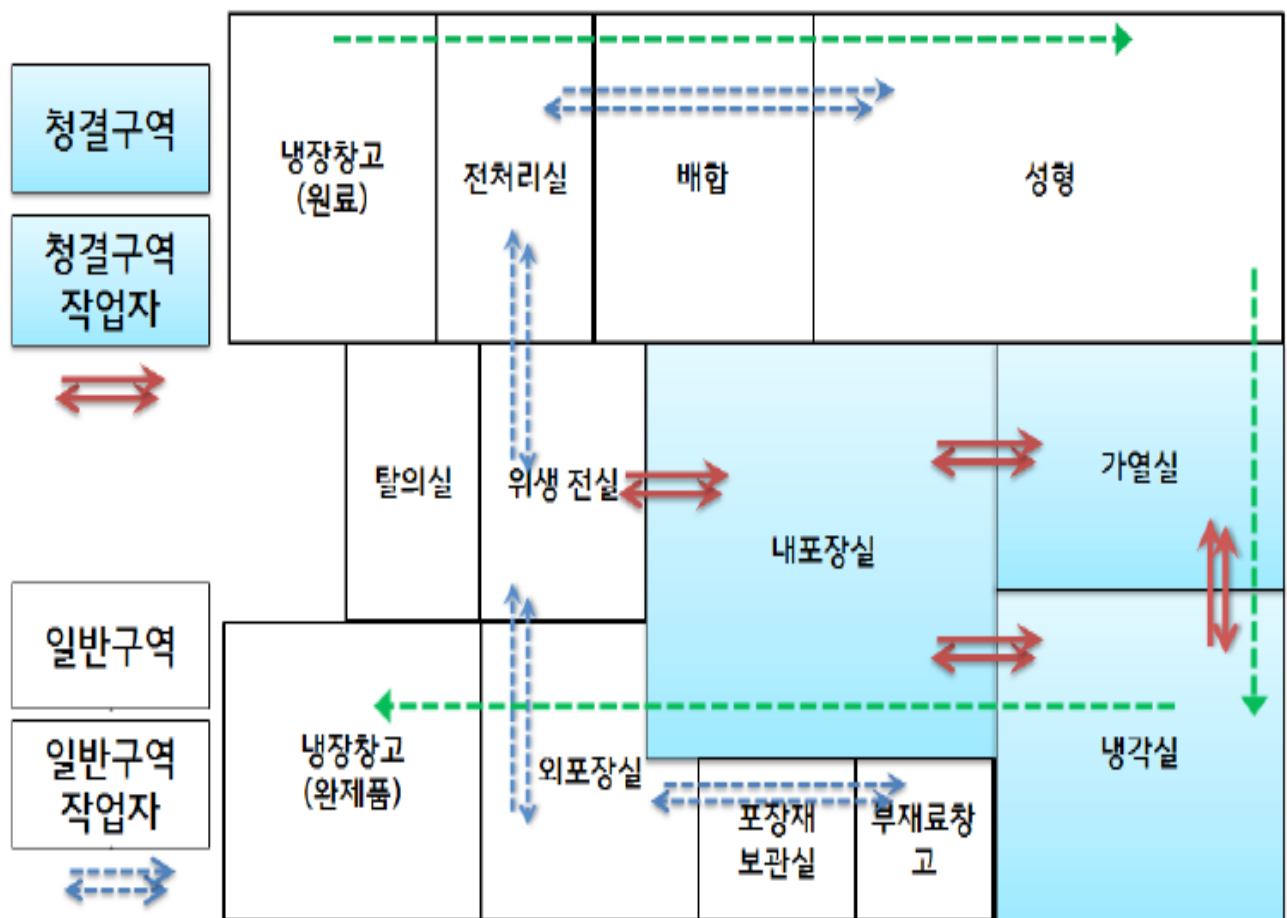 청결구역
청결구역
작업자
일반구역
일반구역
작업자
냉장창고
(원료)
전처리실
배합
성형
탈의실
위생 전실
내포장실
가열실
냉장창고
(완제품)
외포장실
포장재
보관실
부재료창
고
냉각실